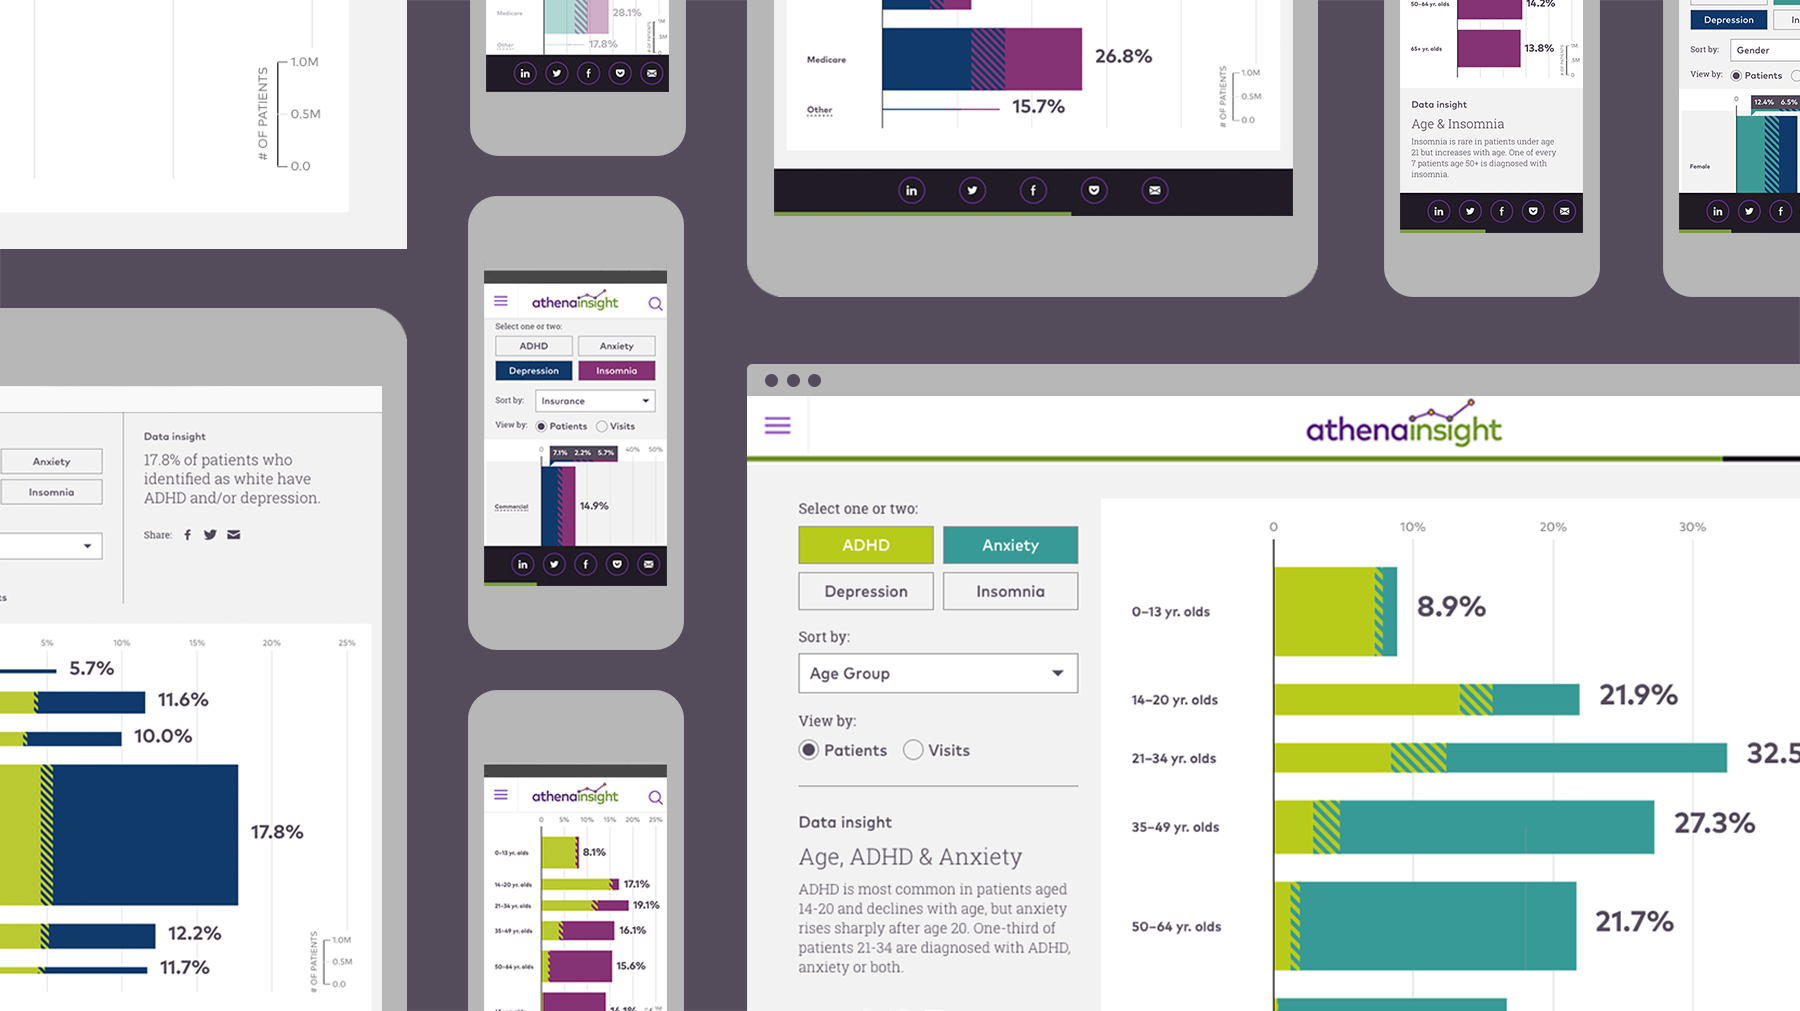 # OF PATIENTS
1.0M
0.5M
0.0
Medicare
28.1%
Other
17.8%
1M
.5M
0
Medicare
26.8%
Other
15.7%
# OF PATIENTS
1.0M
0.5M
0.0
50-64 yr. olds
14.2%
65+ yr. olds
13.8%
1M
.5M
0
Data insight
Age & Insomnia
Insomnia is rare in patients under age
21 but increases with age. One of every
7 patients age 50+ is diagnosed with
insomnia.
Depression
In
Sort by:
Gender
View by:
Patients
0
12.4% 6.5%
Female
athenainsight
Select one or two:
ADHD
Anxiety
Depression
Insomnia
Sort by:
Insurance
View by:
Patients
Visits
0
40%
50%
7.1% 2.2% 5.7%
Commercial
14.9%
Anxiety
Insomnia
ts
Data insight
17.8% of patients who
identified as white have
ADHD and/or depression.
Share:
5%
10%
15%
20%
25%
5.7%
11.6%
10.0%
17.8%
12.2%
11.7%
# OF PATIENTS
1.0M
0.5M
0.0
athenainsight
0
5%
10%
15%
20%
25%
0-13 yr. olds
8.1%
14-20 yr. olds
17.1%
21-34 yr. olds
19.1%
35-49 yr. olds
16.1%
50-64 yr. olds
15.6%
athenainsight
Select one or two:
ADHD
Anxiety
Depression
Insomnia
Sort by:
Age Group
View by:
Patients
Visits
Data insight
Age, ADHD & Anxiety
ADHD is most common in patients aged
14-20 and declines with age, but anxiety
rises sharply after age 20. One-third of
patients 21-34 are diagnosed with ADHD,
anxiety or both.
0
10%
20%
30%
0-13 yr. olds
8.9%
14-20 yr. olds
21.9%
21-34 yr. olds
32.5
35-49 yr. olds
27.3%
50-64 yr. olds
21.7%